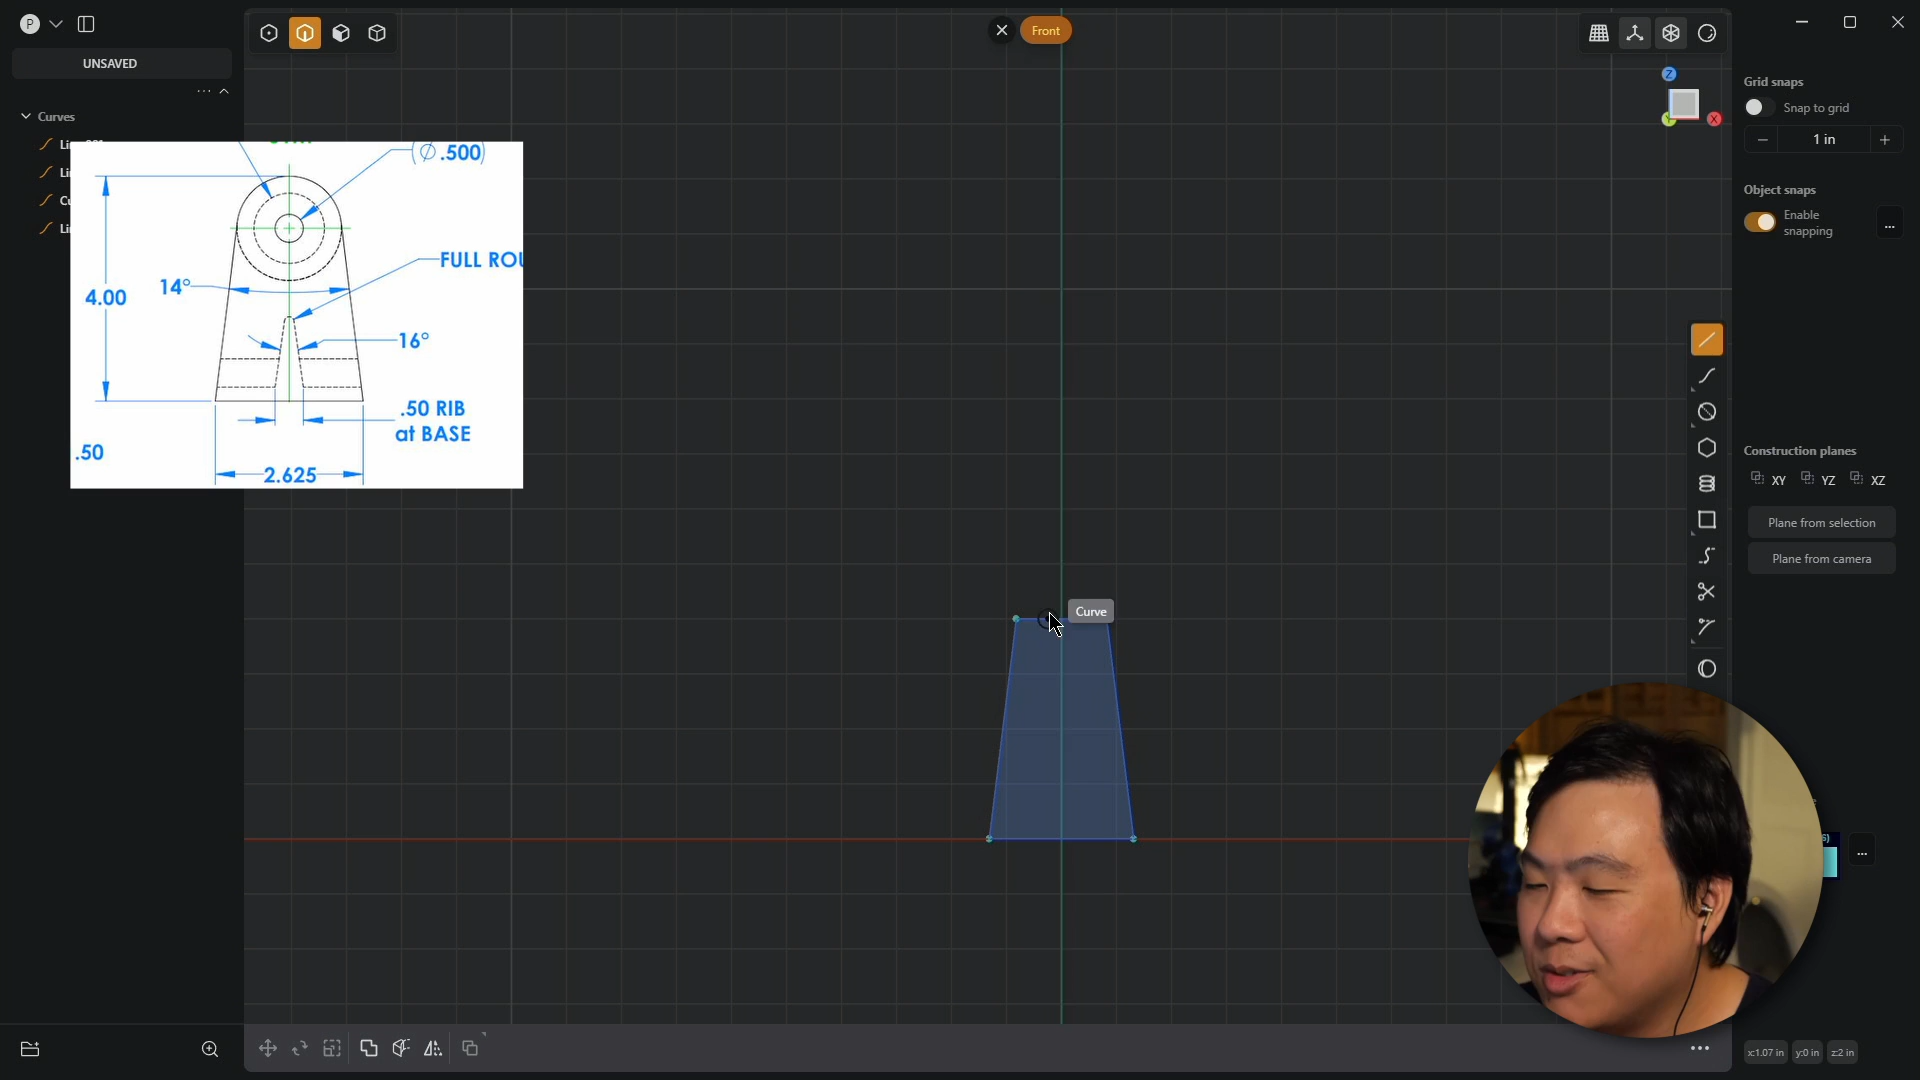 P
UNSAVED
Curves
(Ø .500)
4.00
14°
FULL ROU
16°
.50 RIB
at BASE
.50
2.625
Front
Z
X
Curve
Grid snaps
Snap to grid
1 in
Object snaps
Enable
snapping
Construction planes
XY YZ XZ
Plane from selection
Plane from camera
x:1.07 in y:0 in z:2 in